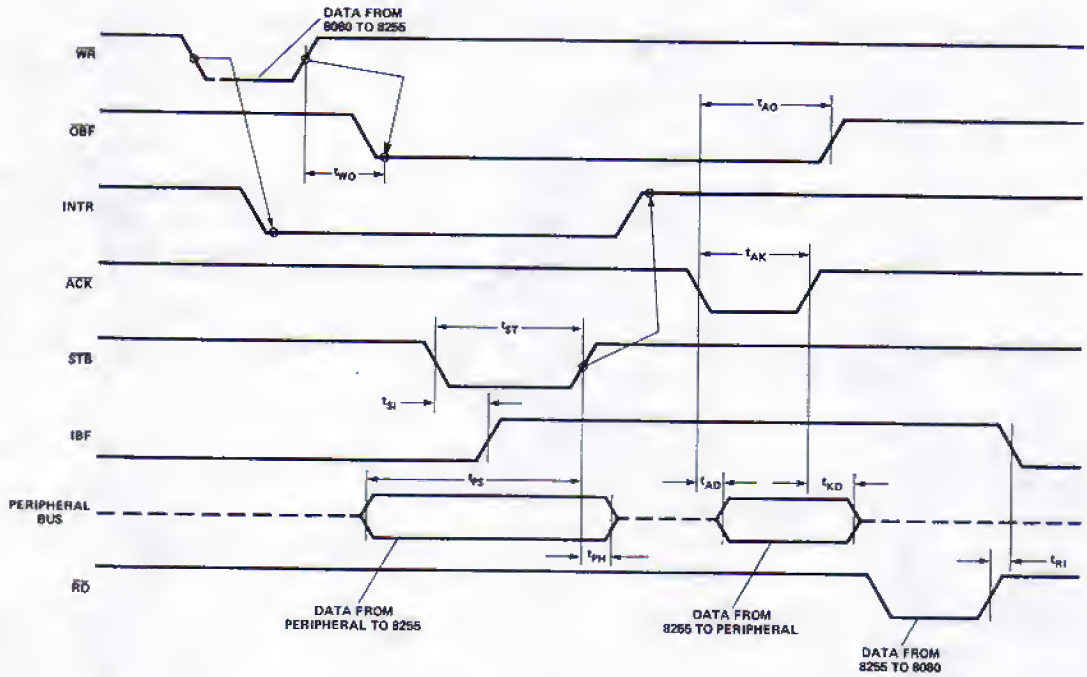 DATA FROM
8080 TO 8255
WR
OBF
tAO
tWO
INTR
tAK
ACK
tST
STB
tSI
IBF
tPS
tAD
tKD
PERIPHERAL
BUS
tPH
tRI
RD
DATA FROM
PERIPHERAL TO 8255
DATA FROM
8255 TO PERIPHERAL
DATA FROM
8255 TO 8080